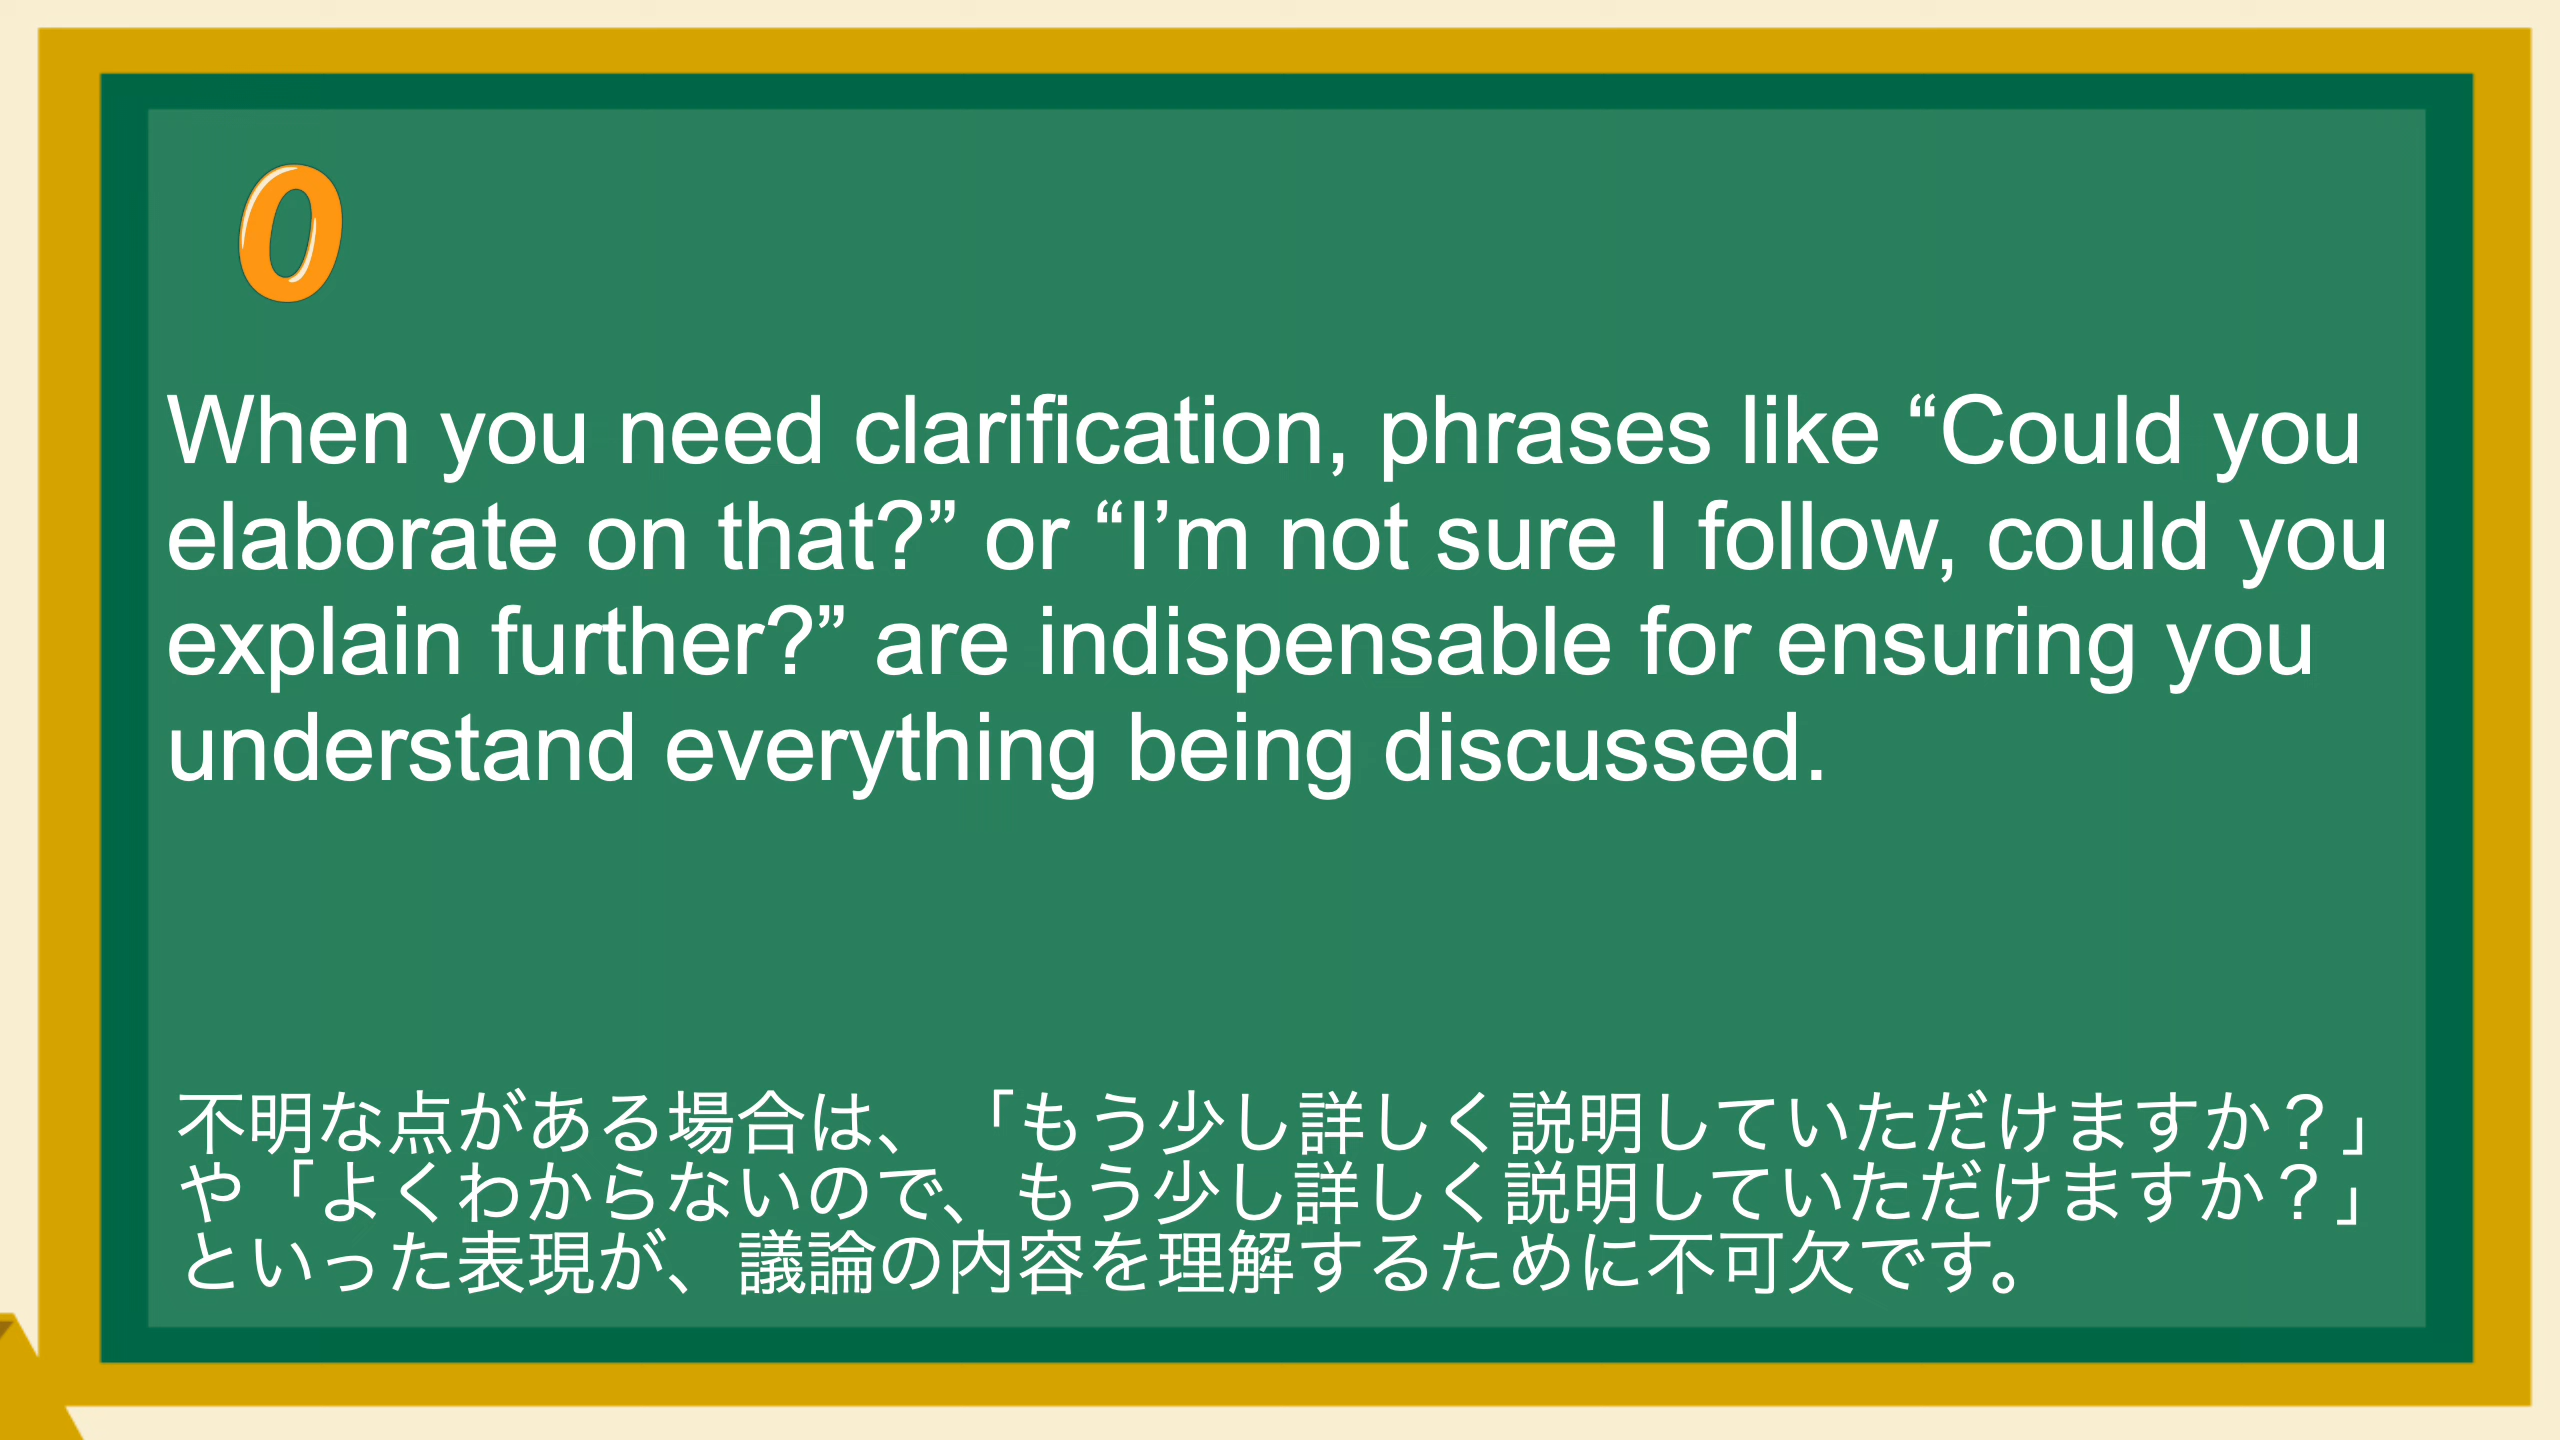 0
When you need clarification, phrases like “Could you
elaborate on that?” or “I’m not sure I follow, could you
explain further?” are indispensable for ensuring you
understand everything being discussed.
不明な点がある場合は、「もう少し詳しく説明していただけますか？」
や「よくわからないので、もう少し詳しく説明していただけますか？」
といった表現が、議論の内容を理解するために不可欠です。